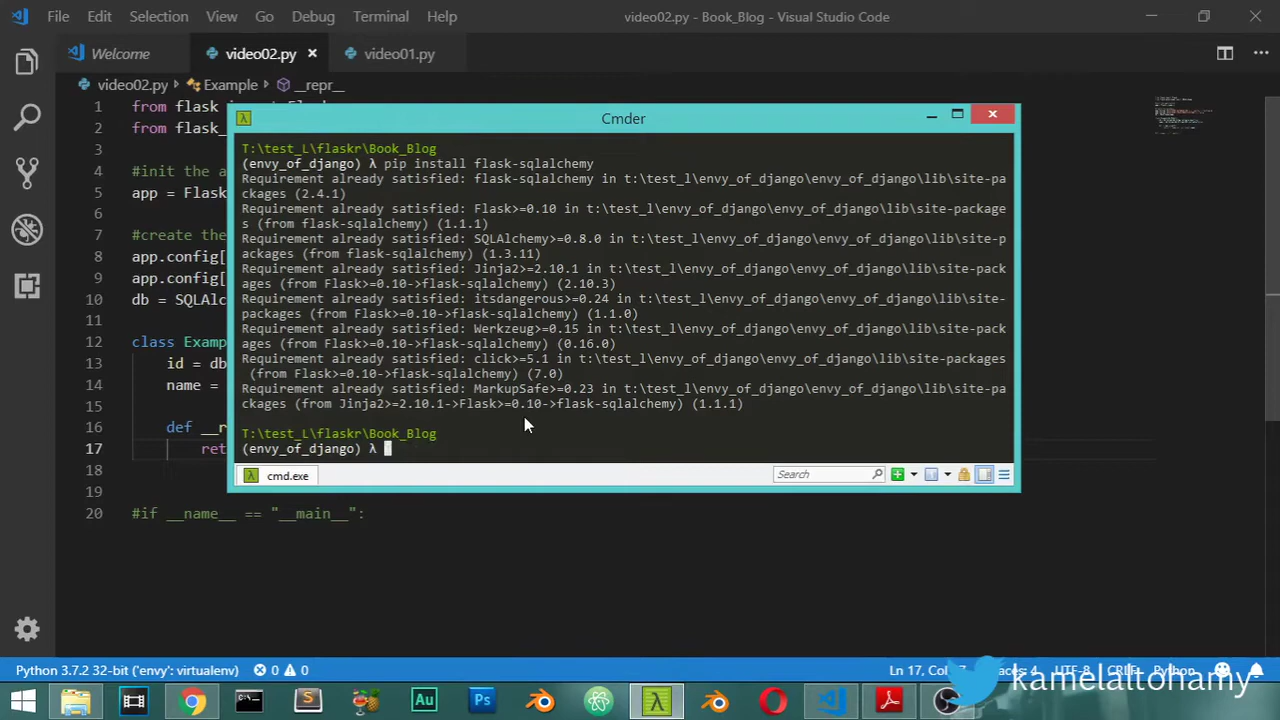 File Edit Selection View Go Debug Terminal Help video02.py - Book_Blog - Visual Studio Code
Welcome video02.py video01.py
video02.py Example __repr__
1 from flask
2 from flask_
3
4 #init the a
5 app = Flask
6
7 #create the
8 app.config[
9 app.config[
10 db = SQLAlc
11
12 class Examp
13 id = db
14 name =
15
16 def __r
17 ret
18
19
20 #if __name__ == "__main__":
Cmder
T:\test_L\flaskr\Book_Blog
(envy_of_django) λ pip install flask-sqlalchemy
Requirement already satisfied: flask-sqlalchemy in t:\test_l\envy_of_django\envy_of_django\lib\site-pa
ckages (2.4.1)
Requirement already satisfied: Flask>=0.10 in t:\test_l\envy_of_django\envy_of_django\lib\site-package
s (from flask-sqlalchemy) (1.1.1)
Requirement already satisfied: SQLAlchemy>=0.8.0 in t:\test_l\envy_of_django\envy_of_django\lib\site-p
ackages (from flask-sqlalchemy) (1.3.11)
Requirement already satisfied: Jinja2>=2.10.1 in t:\test_l\envy_of_django\envy_of_django\lib\site-pack
ages (from Flask>=0.10->flask-sqlalchemy) (2.10.3)
Requirement already satisfied: itsdangerous>=0.24 in t:\test_l\envy_of_django\envy_of_django\lib\site-
packages (from Flask>=0.10->flask-sqlalchemy) (1.1.0)
Requirement already satisfied: Werkzeug>=0.15 in t:\test_l\envy_of_django\envy_of_django\lib\site-pack
ages (from Flask>=0.10->flask-sqlalchemy) (0.16.0)
Requirement already satisfied: click>=5.1 in t:\test_l\envy_of_django\envy_of_django\lib\site-packages
(from Flask>=0.10->flask-sqlalchemy) (7.0)
Requirement already satisfied: MarkupSafe>=0.23 in t:\test_l\envy_of_django\envy_of_django\lib\site-pa
ckages (from Jinja2>=2.10.1->Flask>=0.10->flask-sqlalchemy) (1.1.1)
T:\test_L\flaskr\Book_Blog
(envy_of_django) λ
cmd.exe Search
Python 3.7.2 32-bit ('envy': virtualenv) 0 0 Ln 17, Col UTF-8 CRLF Python
Au Ps λ
kamelaltohamy